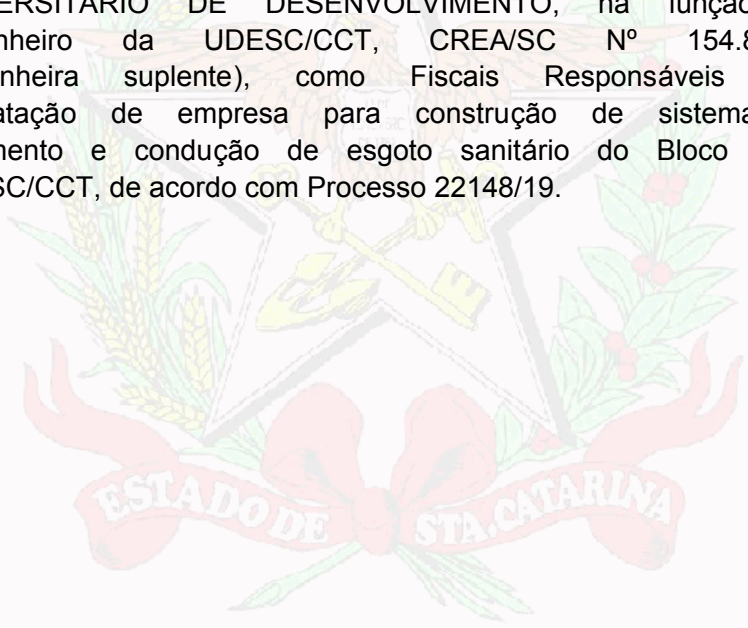 ERSITÁRIO DE DESENVOLVIMENTO, na função
nheiro da UDESC/CCT, CREA/SC Nº 154.8
nheira suplente), como Fiscais Responsáveis
atação de empresa para construção de sistema
mento e condução de esgoto sanitário do Bloco
SC/CCT, de acordo com Processo 22148/19.
ESTADO DE STA. CATARINA